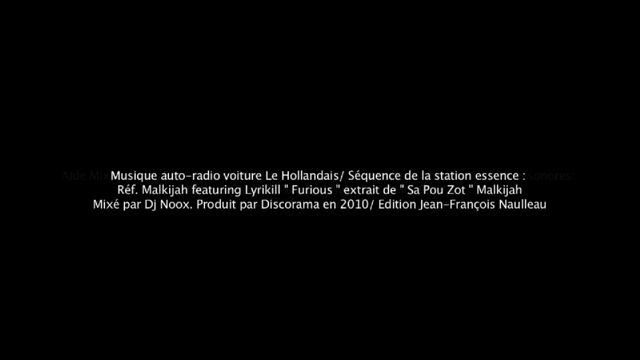 Musique auto-radio voiture Le Hollandais/ Séquence de la station essence :
Réf. Malkijah featuring Lyrikill " Furious " extrait de " Sa Pou Zot " Malkijah
Mixé par Dj Noox. Produit par Discorama en 2010/ Edition Jean-François Naulleau